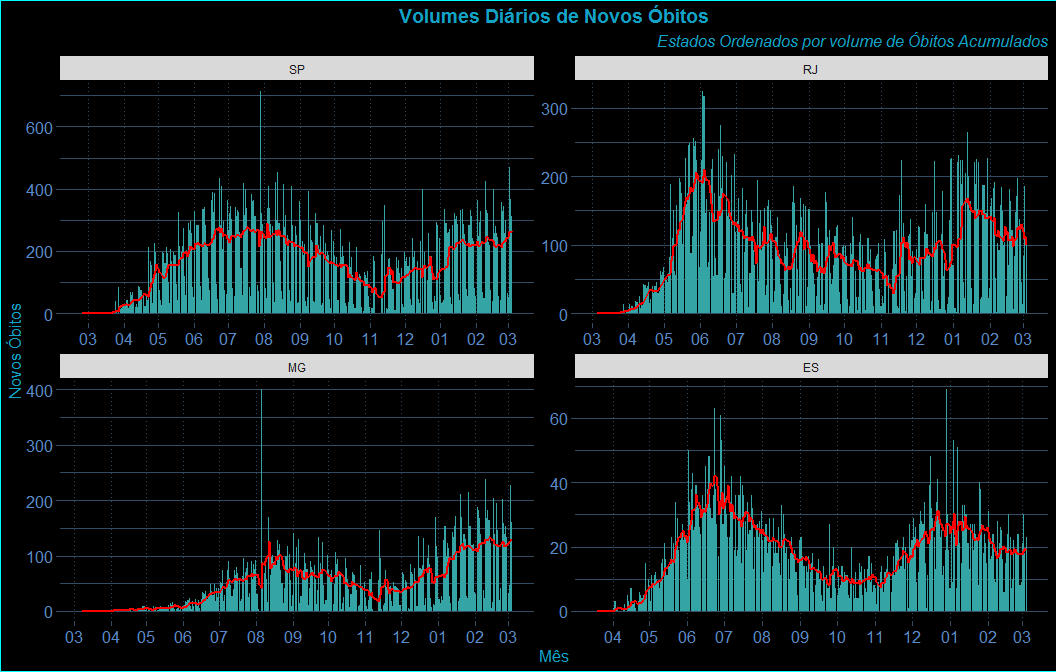 Volumes Diários de Novos Óbitos
Estados Ordenados por volume de Óbitos Acumulados
SP
600
400
200
0
03 04 05 06 07 08 09 10 11 12 01 02 03
RJ
300
200
100
0
03 04 05 06 07 08 09 10 11 12 01 02 03
Novos Óbitos
MG
400
300
200
100
0
03 04 05 06 07 08 09 10 11 12 01 02 03
ES
60
40
20
0
04 05 06 07 08 09 10 11 12 01 02 03
Mês